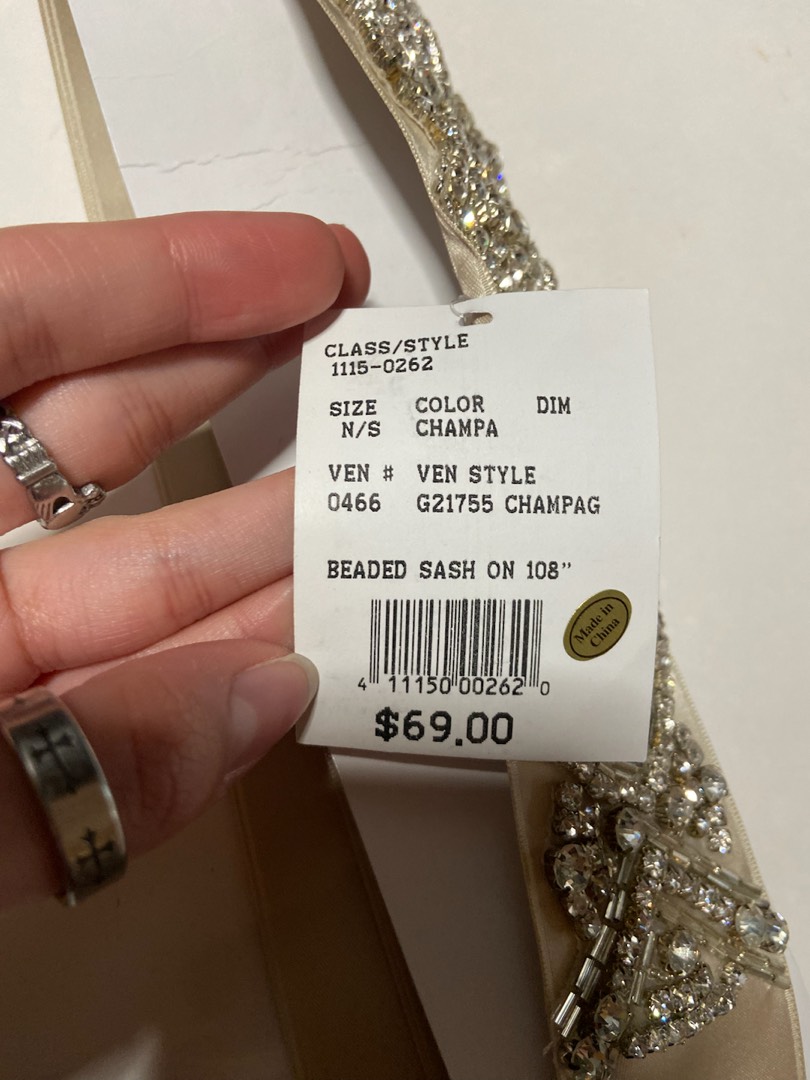 CLASS/STYLE
1115-0262
SIZE COLOR DIM
N/S CHAMPA
VEN # VEN STYLE
0466 G21755 CHAMPAG
BEADED SASH ON 108"
Made in
China
4 11150 00262 0
$69.00